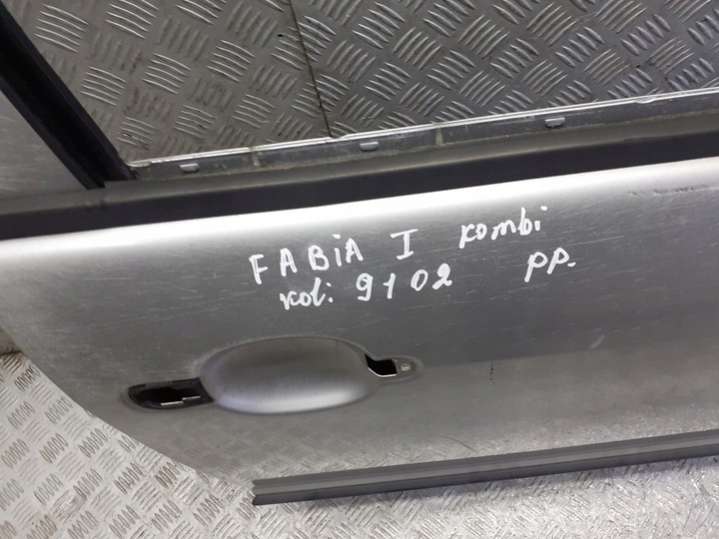 FABiA I kombi
kol: 9102 PP.